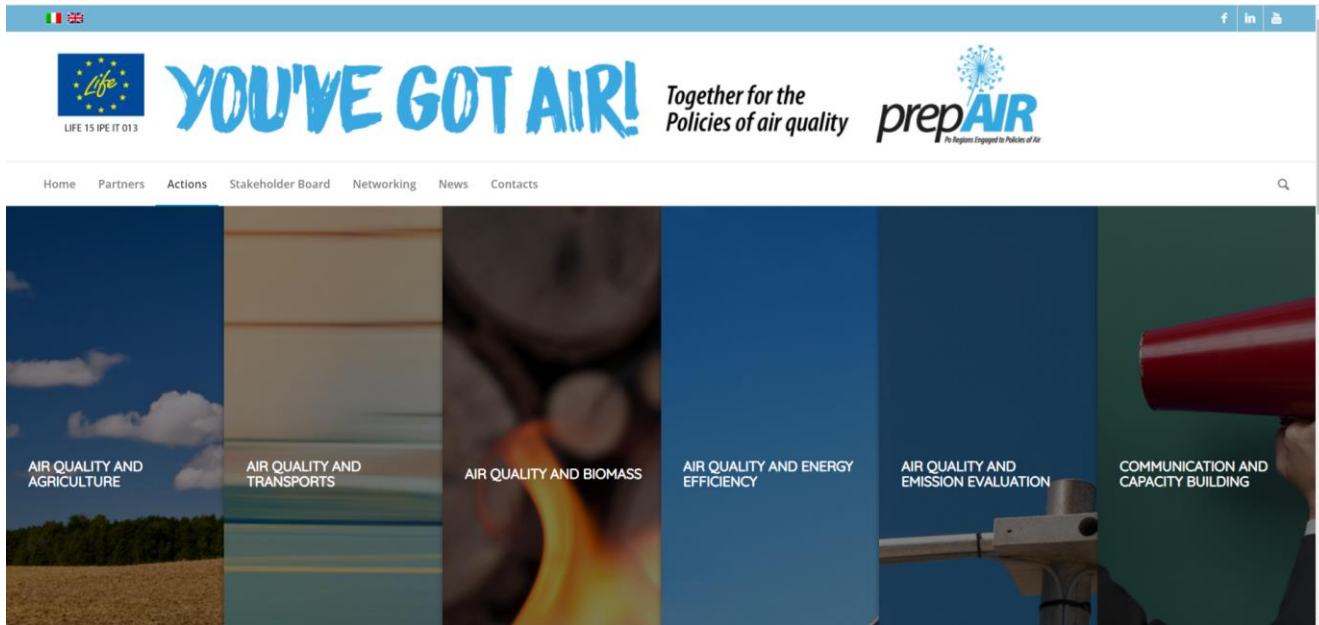 f in You Tube
Life
LIFE 15 IPE IT 013
YOU'VE GOT AIR!
Together for the
Policies of air quality
prepAIR
Po Regions Engaged to Policies of Air
Home Partners Actions Stakeholder Board Networking News Contacts
AIR QUALITY AND
AGRICULTURE
AIR QUALITY AND
TRANSPORTS
AIR QUALITY AND BIOMASS
AIR QUALITY AND ENERGY
EFFICIENCY
AIR QUALITY AND
EMISSION EVALUATION
COMMUNICATION AND
CAPACITY BUILDING